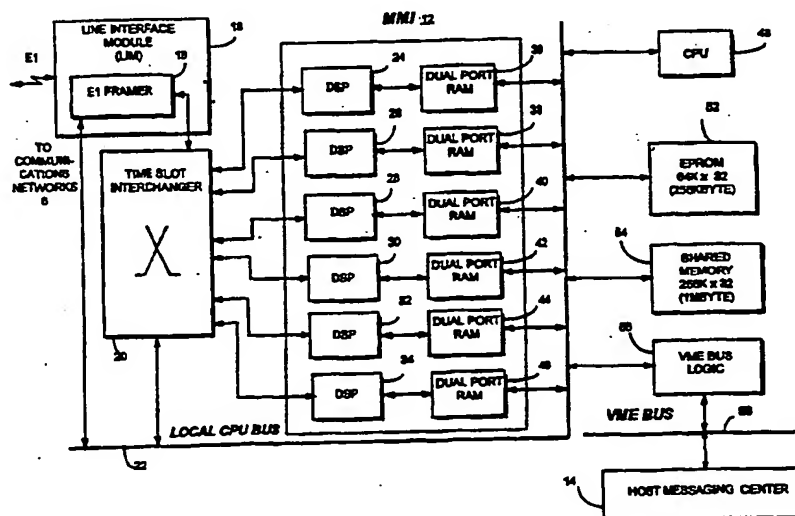 MMI 12
LINE INTERFACE
MODULE
(LIM)
18
E1
19
E1 FRAMER
TO
COMMUNI-
CATIONS
NETWORKS
TIME SLOT
INTERCHANGER
20
22
LOCAL CPU BUS
DSP
24
DUAL PORT
RAM
DSP
DUAL PORT
RAM
38
DSP
28
DUAL PORT
RAM
40
DSP
30
DUAL PORT
RAM
42
DSP
32
DUAL PORT
RAM
44
DSP
34
DUAL PORT
RAM
46
CPU
48
52
EPROM
64K x 32
(256KBYTE)
54
SHARED
MEMORY
256K x 32
(1MBYTE)
VME BUS
LOGIC
VME BUS
58
14
HOST MESSAGING CENTER